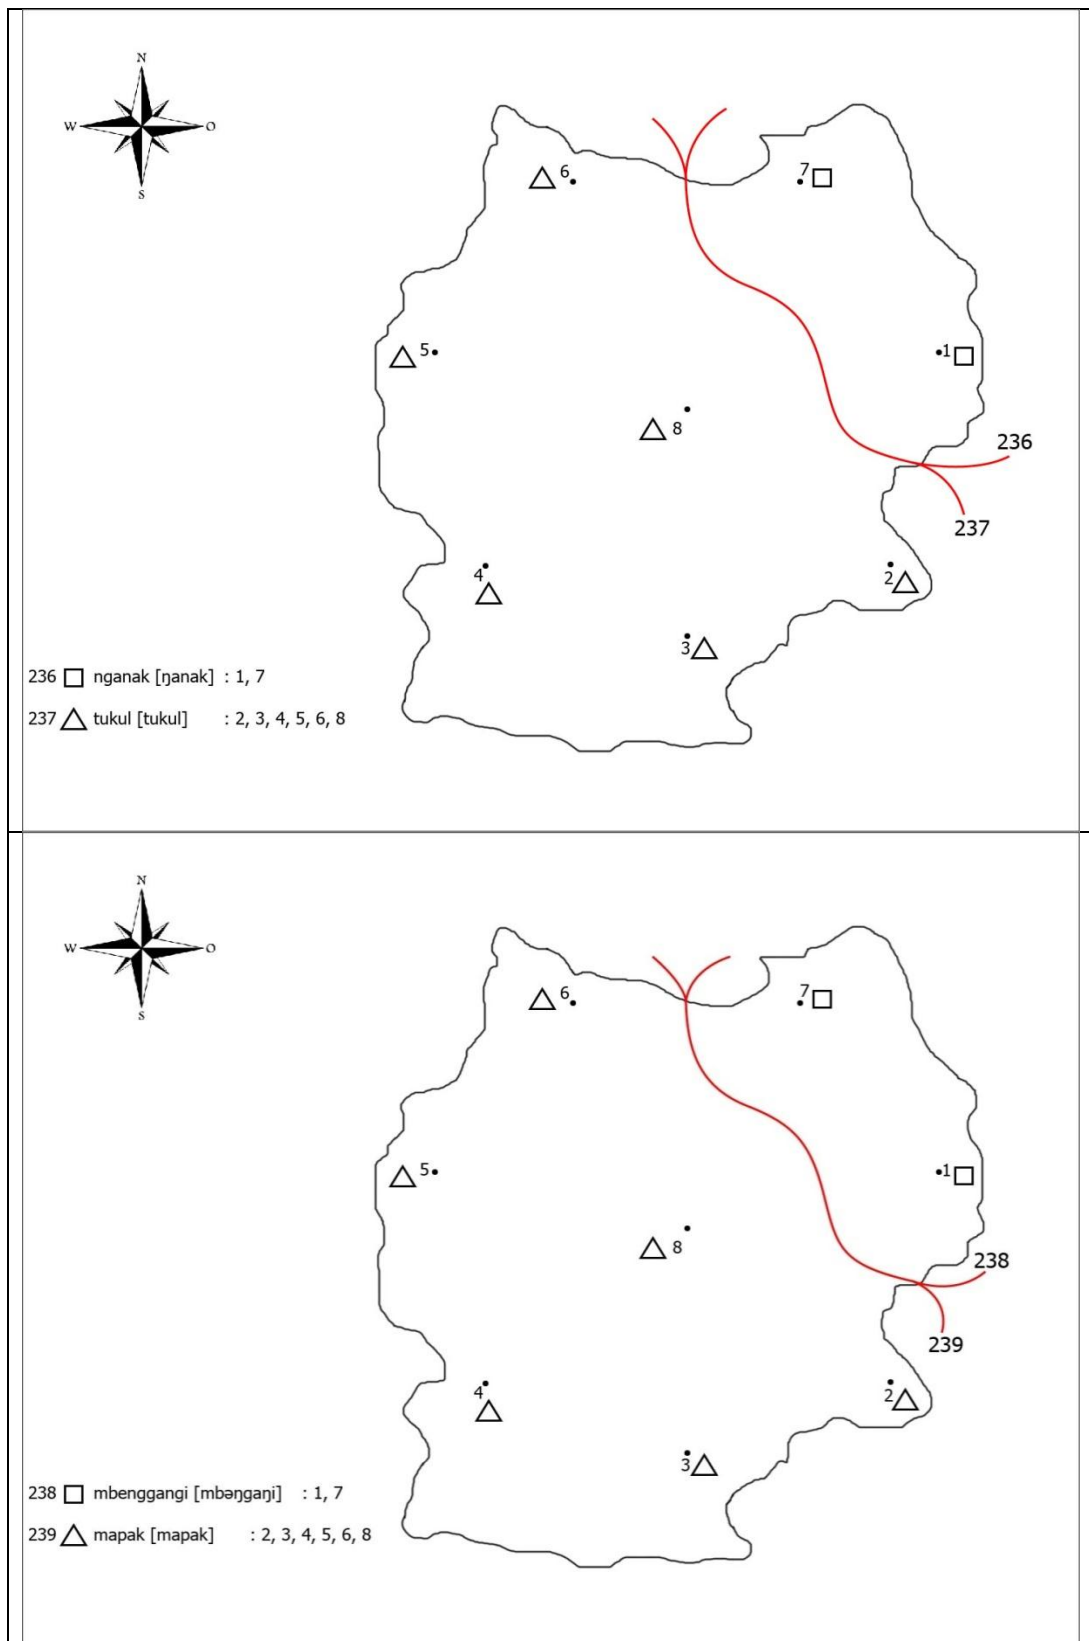 N
W O
S
6
7
5
1
8
236
237
4
2
3
236 □ nganak [ŋanak] : 1, 7
237 △ tukul [tukul] : 2, 3, 4, 5, 6, 8
N
W O
S
6
7
5
1
8
238
239
4
2
3
238 □ mbenggangi [mbəŋgaŋi] : 1, 7
239 △ mapak [mapak] : 2, 3, 4, 5, 6, 8